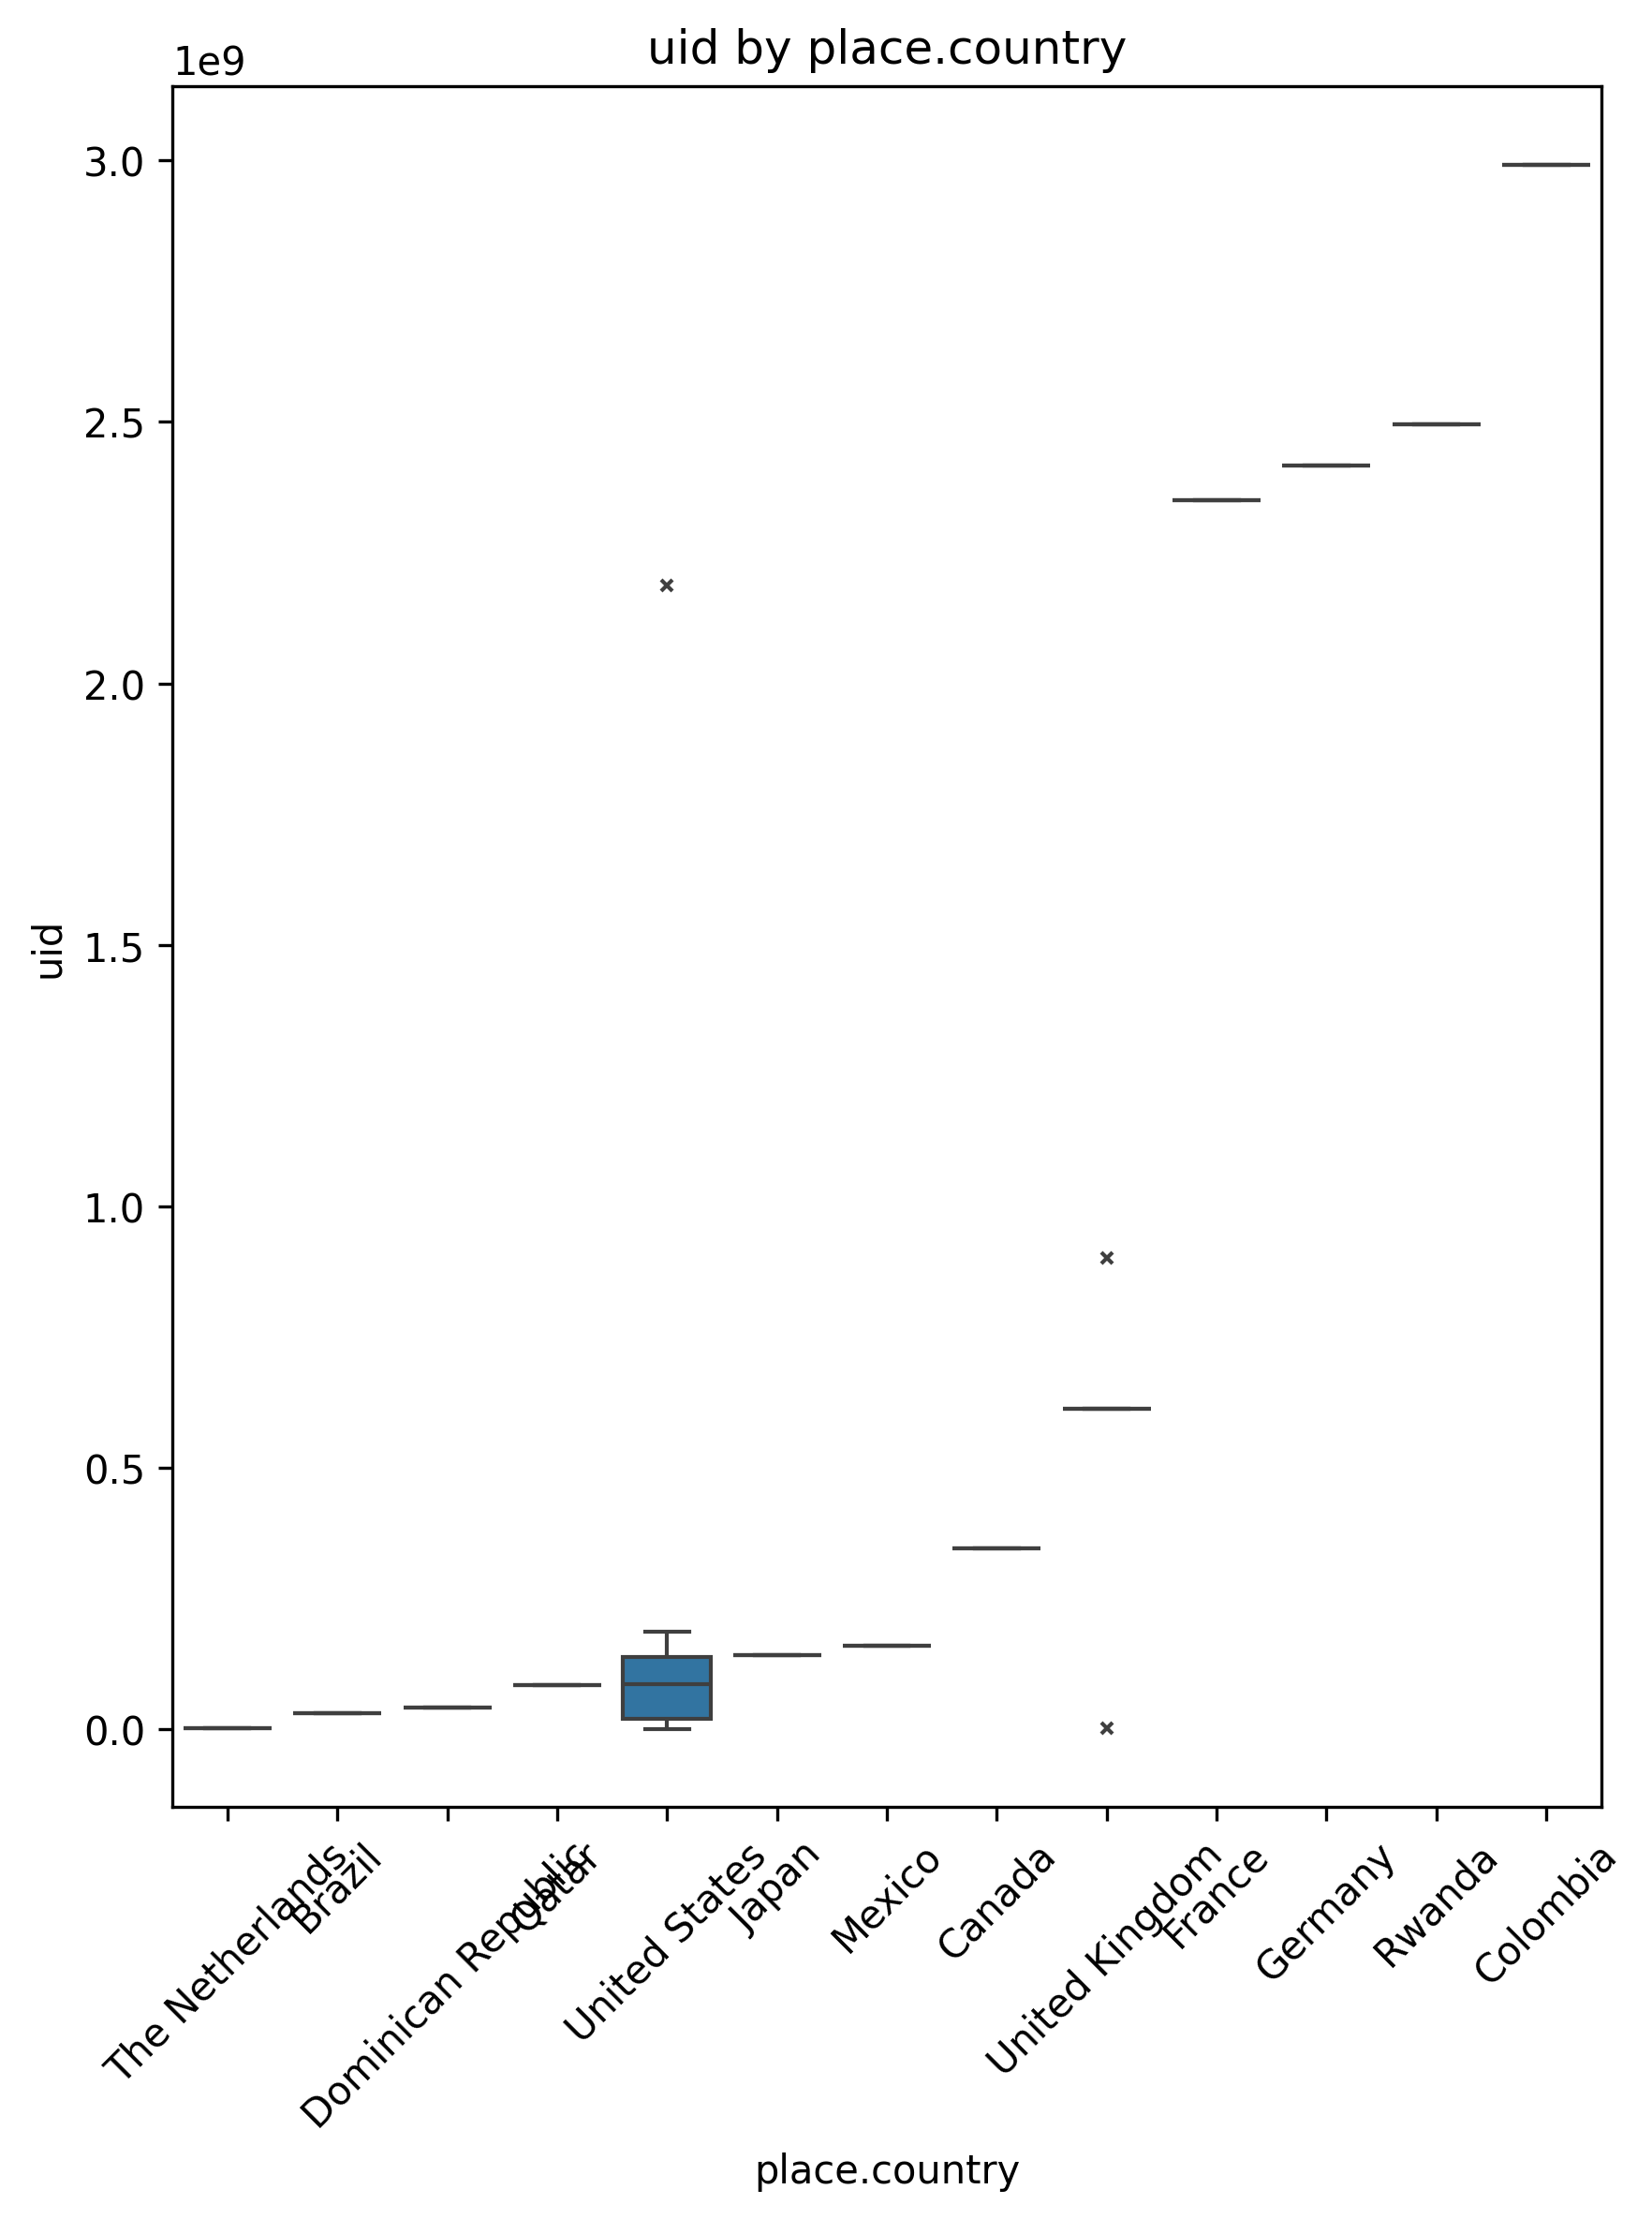 uid by place.country
1e9
3.0
2.5
2.0
1.5
1.0
0.5
0.0
uid
The Netherlands
Brazil
Dominican Republic
Qatar
United States
Japan
Mexico
Canada
United Kingdom
France
Germany
Rwanda
Colombia
place.country